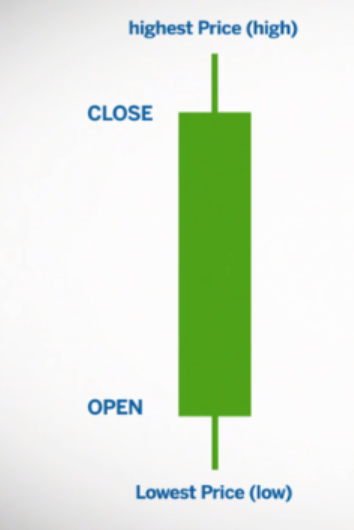 highest Price (high)
CLOSE
OPEN
Lowest Price (low)